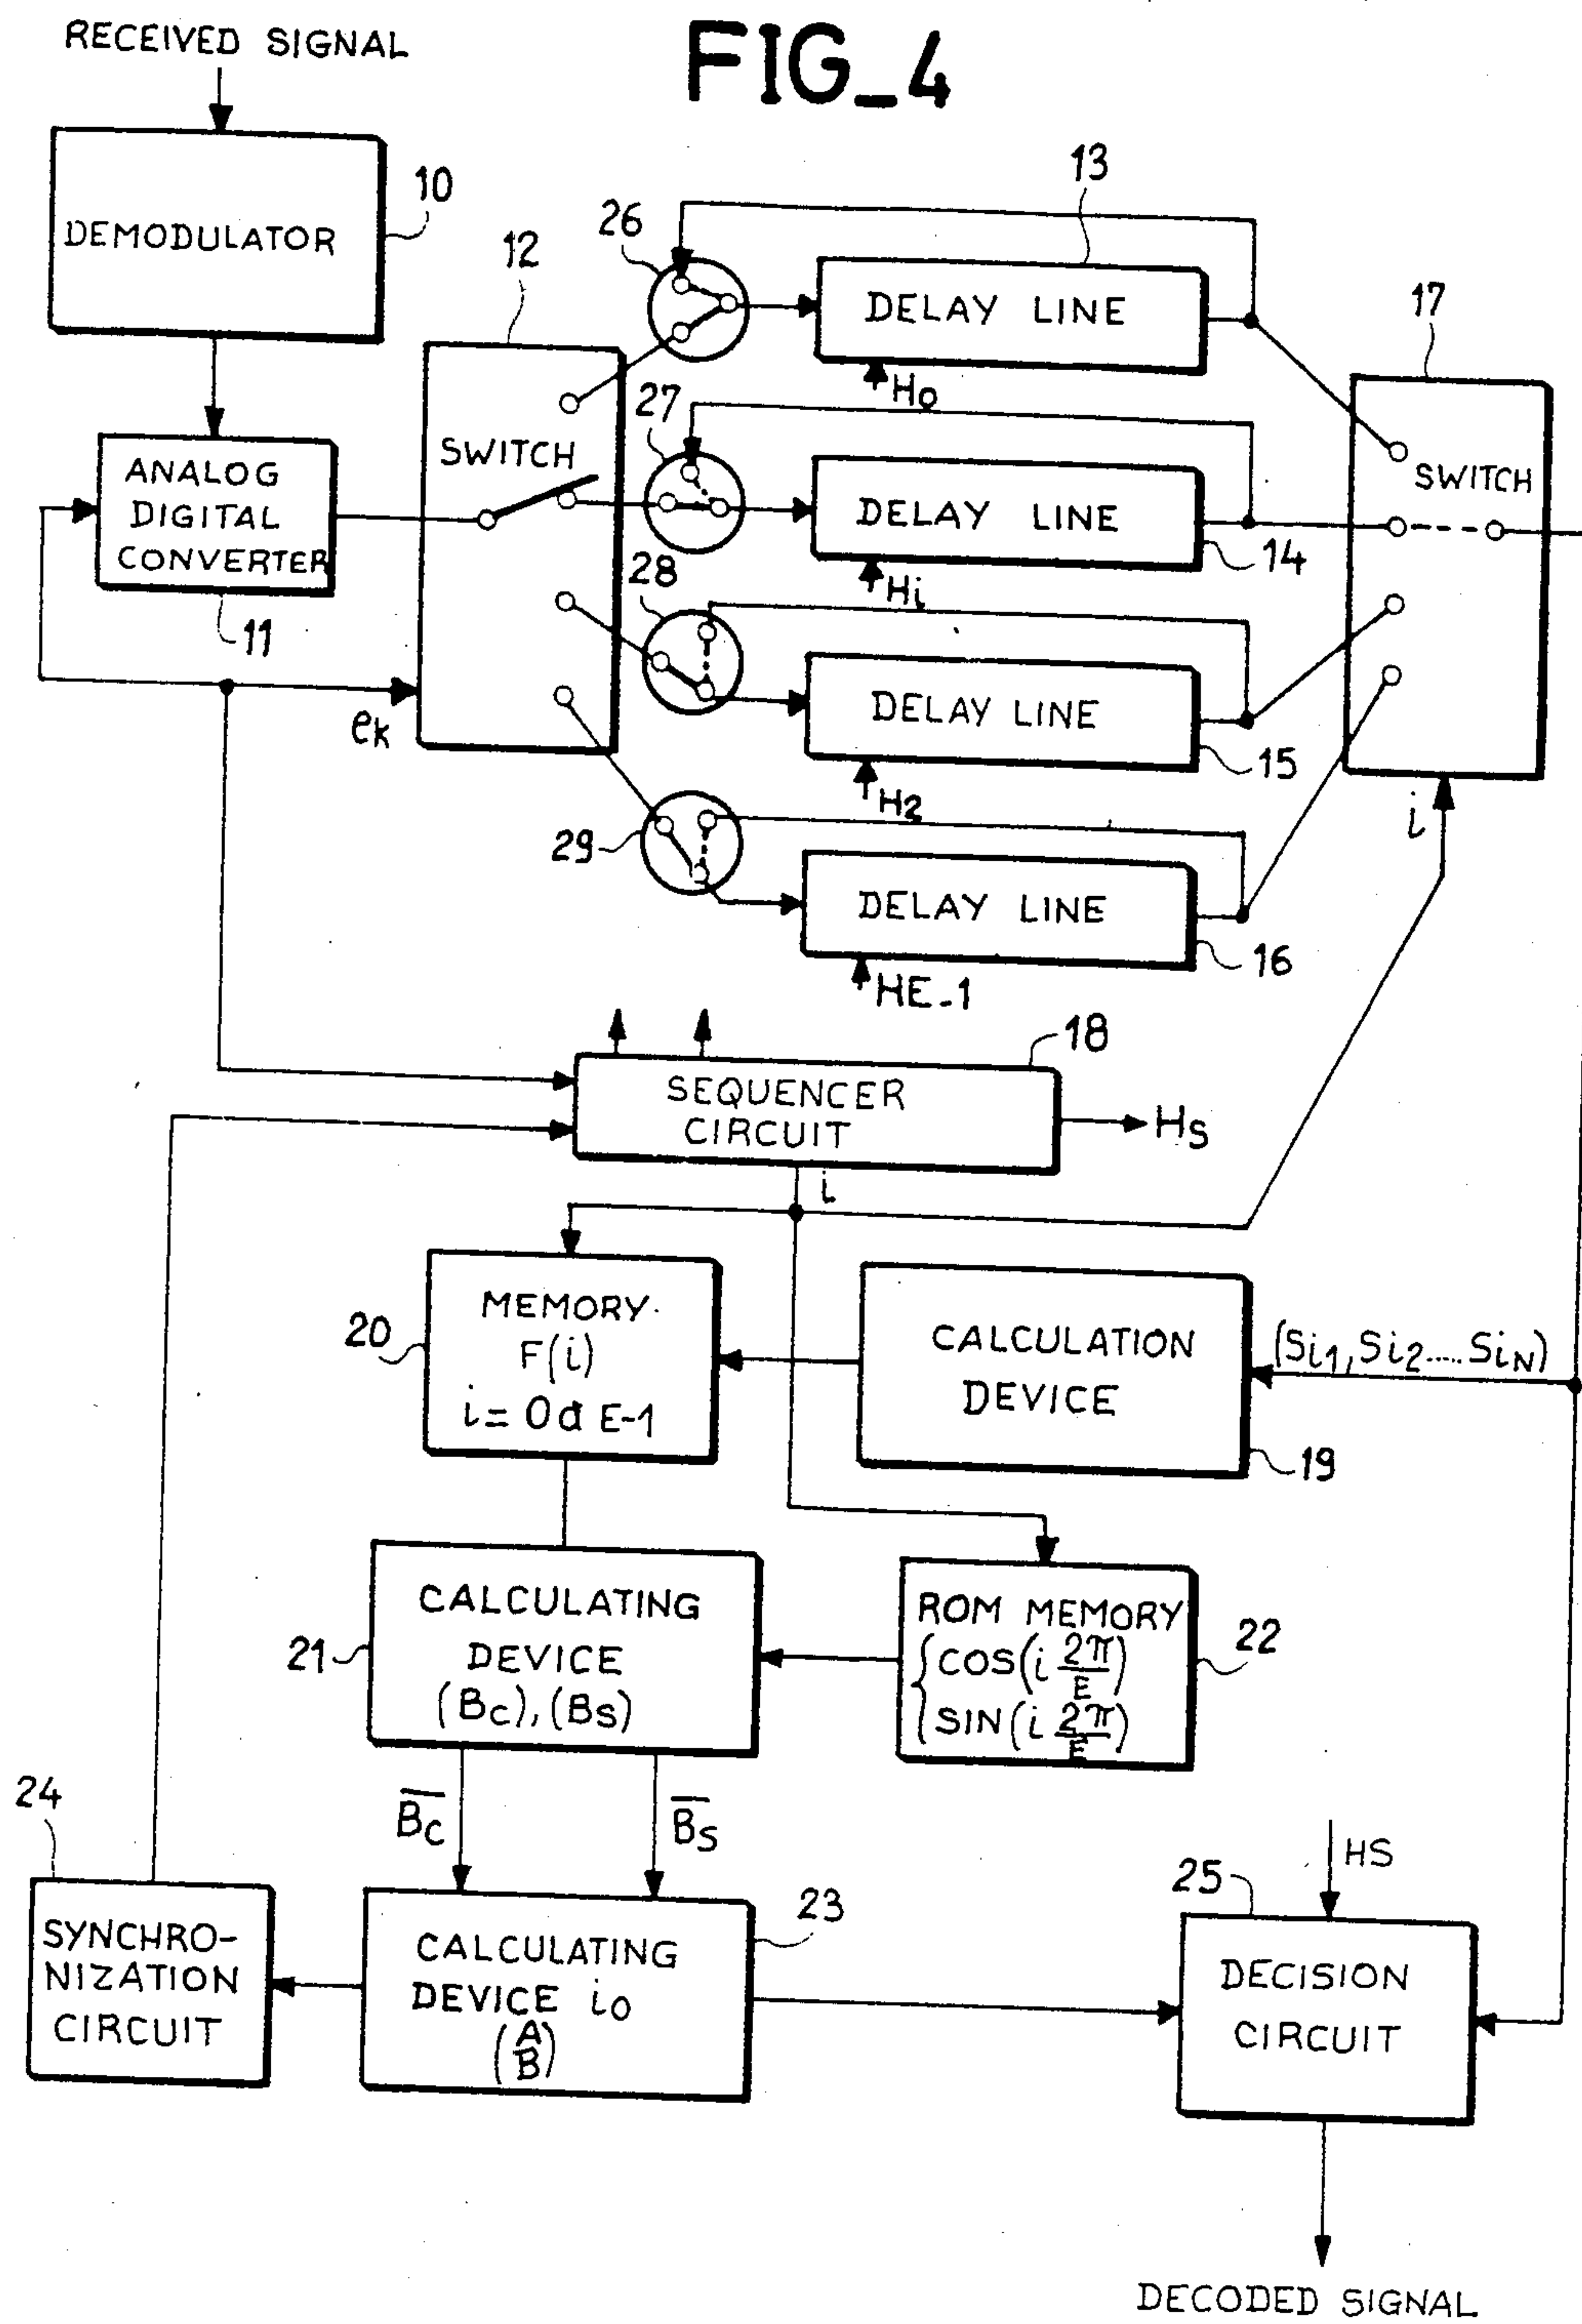 RECEIVED SIGNAL
FIG_4
DEMODULATOR
10
12
26
13
DELAY LINE
17
H0
ANALOG
DIGITAL
CONVERTER
11
SWITCH
27
DELAY LINE
14
Hi
SWITCH
28
DELAY LINE
15
H2
ek
i
29
DELAY LINE
16
HE-1
18
SEQUENCER
CIRCUIT
HS
i
20
MEMORY
F(i)
i = 0 a E-1
CALCULATION
DEVICE
19
(Si1, Si2..... SiN)
21
CALCULATING
DEVICE
(Bc), (Bs)
ROM MEMORY
{ COS(i 2π/E)
{ SIN(i 2π/E)
22
B̅c
B̅s
24
SYNCHRO-
NIZATION
CIRCUIT
CALCULATING
DEVICE i0
(A/B)
23
25
HS
DECISION
CIRCUIT
DECODED SIGNAL